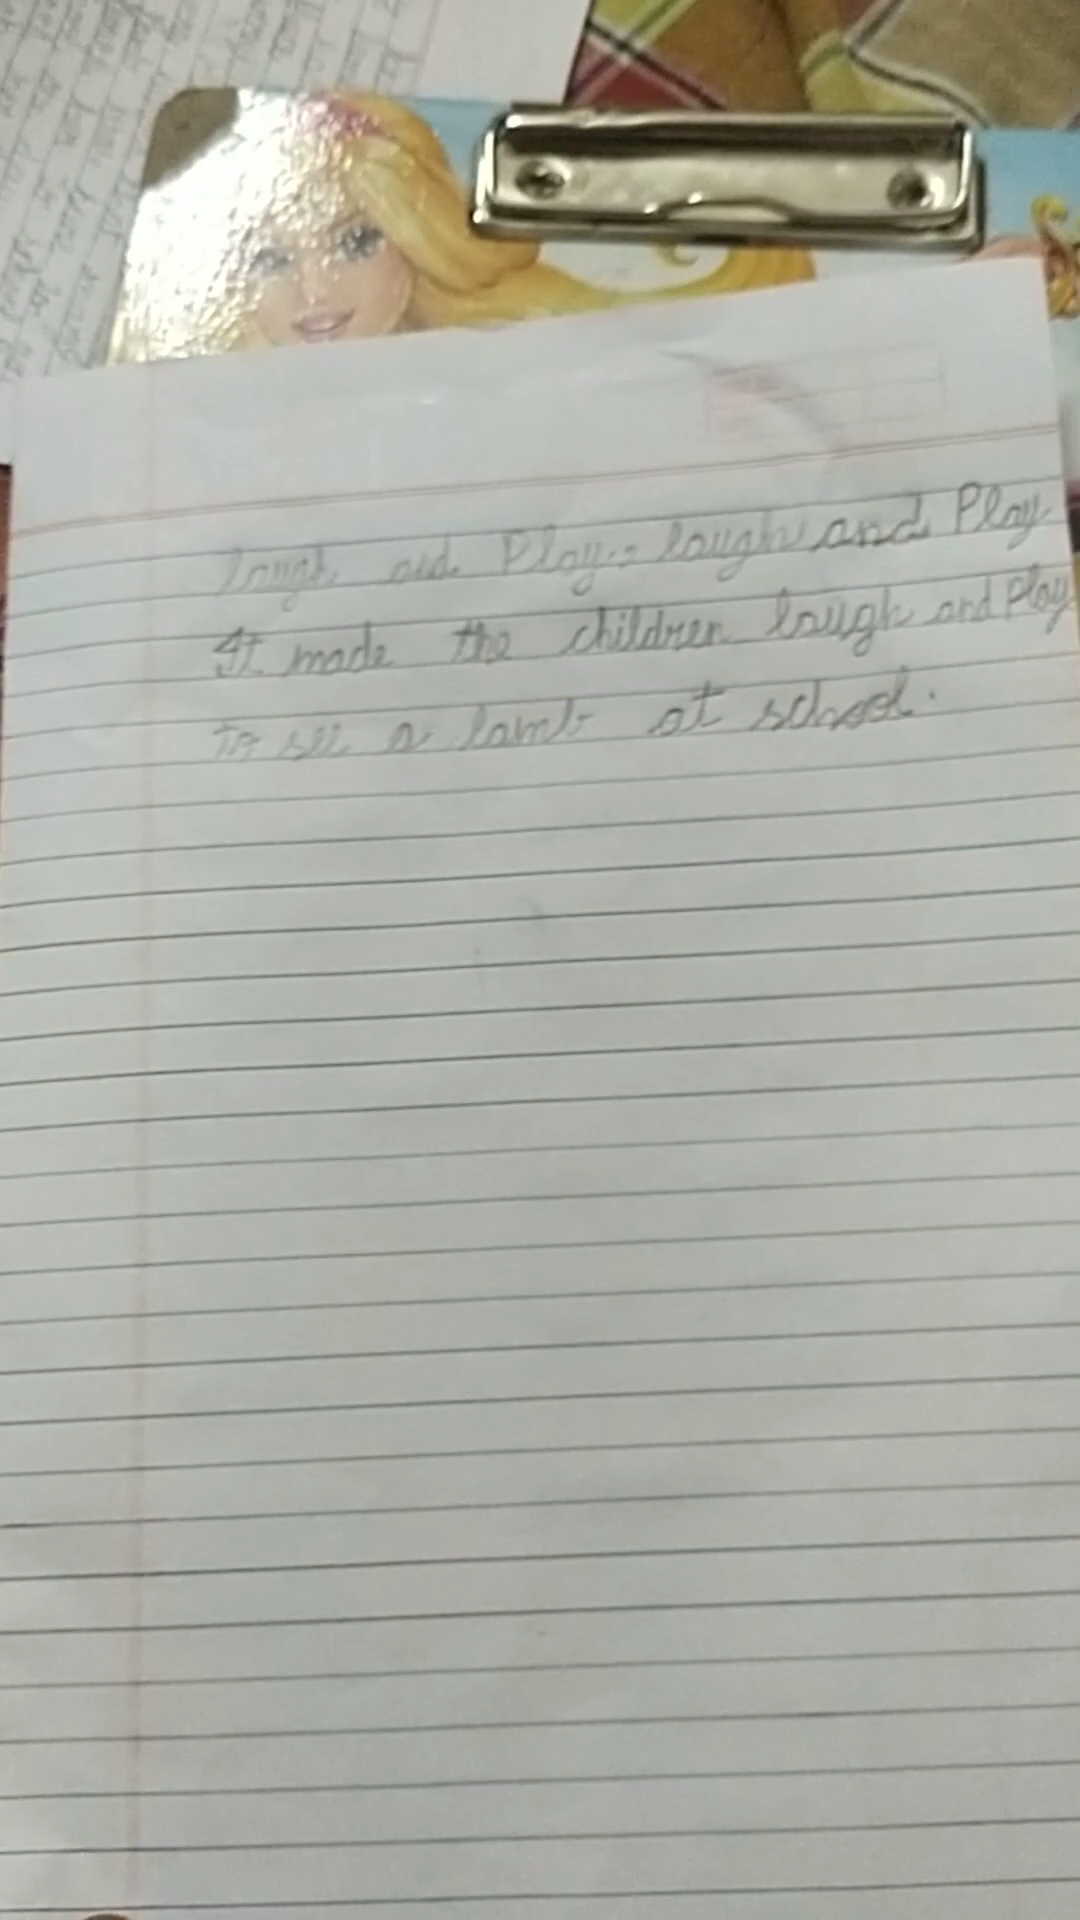 laugh and Play, laugh and Play
It made the children laugh and Play
to see a lamb at school.